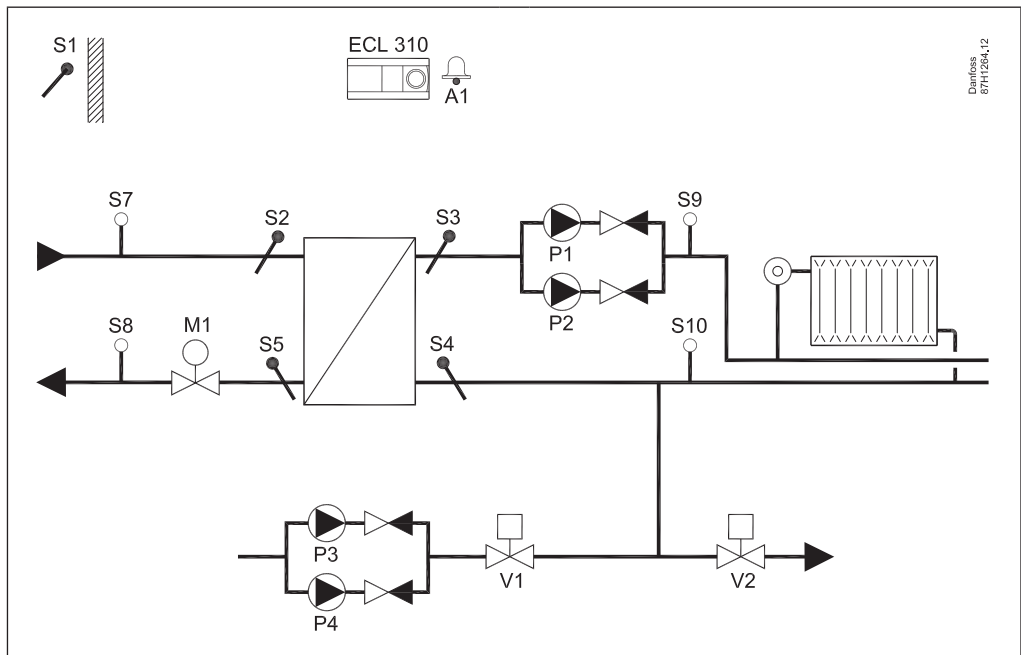 S1
ECL 310
A1
Danfoss
87H1264.12
S7
S2
S3
P1
S9
P2
S8
M1
S5
S4
S10
P3
V1
V2
P4